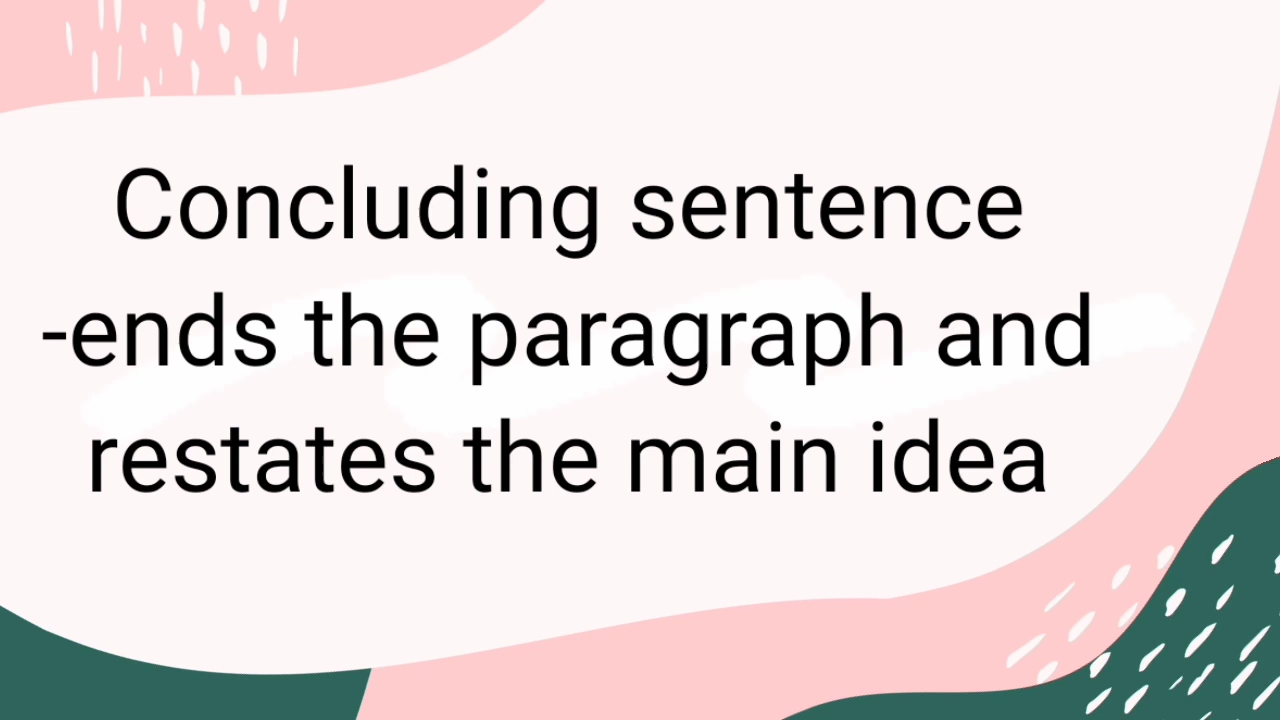 Concluding sentence
-ends the paragraph and
restates the main idea